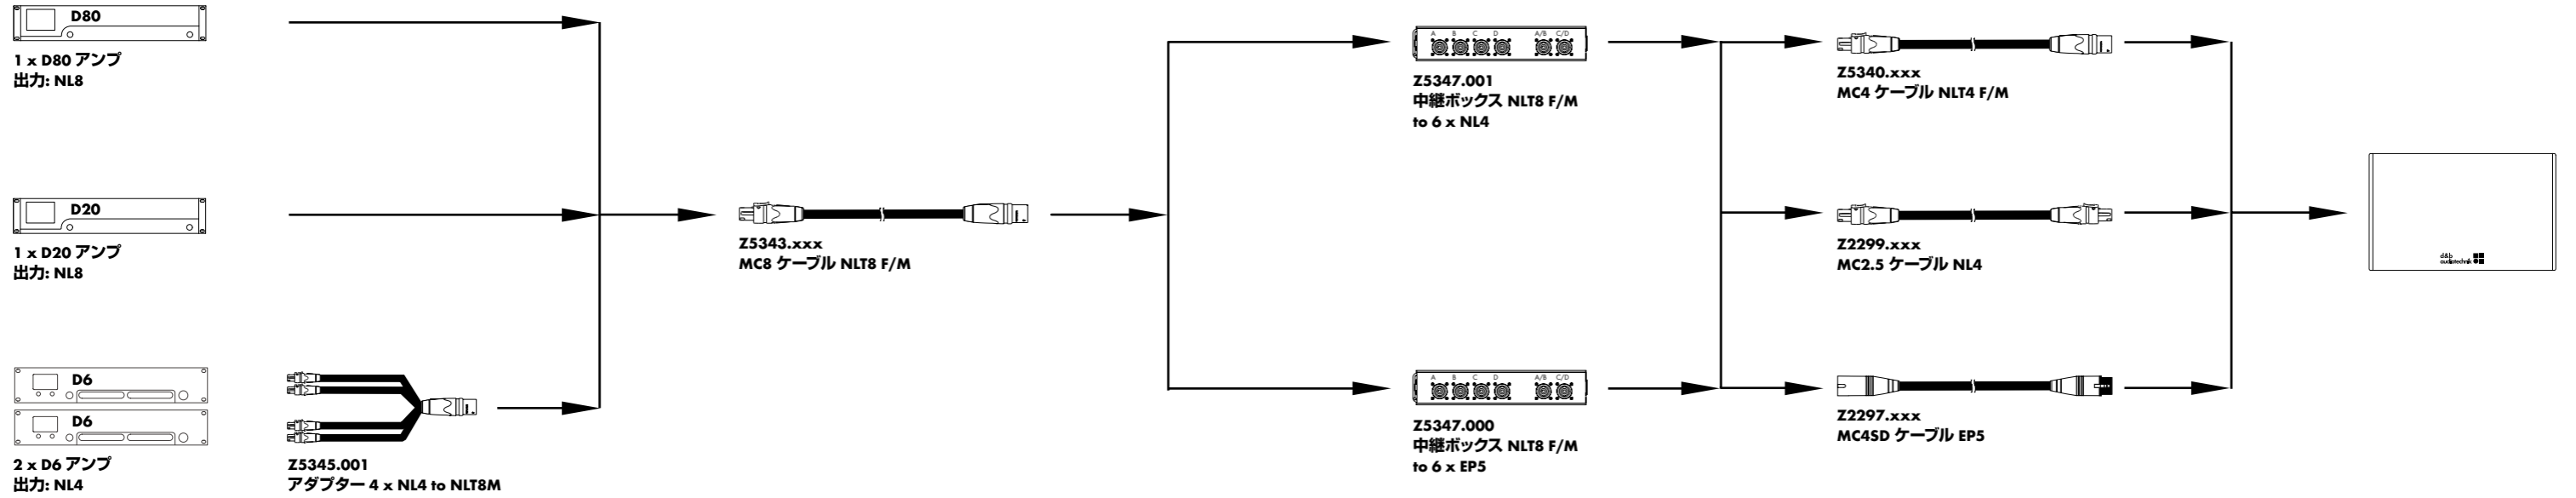 D80
1 x D80 アンプ
出力: NL8
D20
1 x D20 アンプ
出力: NL8
D6
D6
2 x D6 アンプ
出力: NL4
Z5345.001
アダプター 4 x NL4 to NLT8M
Z5343.xxx
MC8 ケーブル NLT8 F/M
A B C D A/B C/D
Z5347.001
中継ボックス NLT8 F/M
to 6 x NL4
A B C D A/B C/D
Z5347.000
中継ボックス NLT8 F/M
to 6 x EP5
Z5340.xxx
MC4 ケーブル NLT4 F/M
Z2299.xxx
MC2.5 ケーブル NL4
Z2297.xxx
MC4SD ケーブル EP5
d&b
audiotechnik